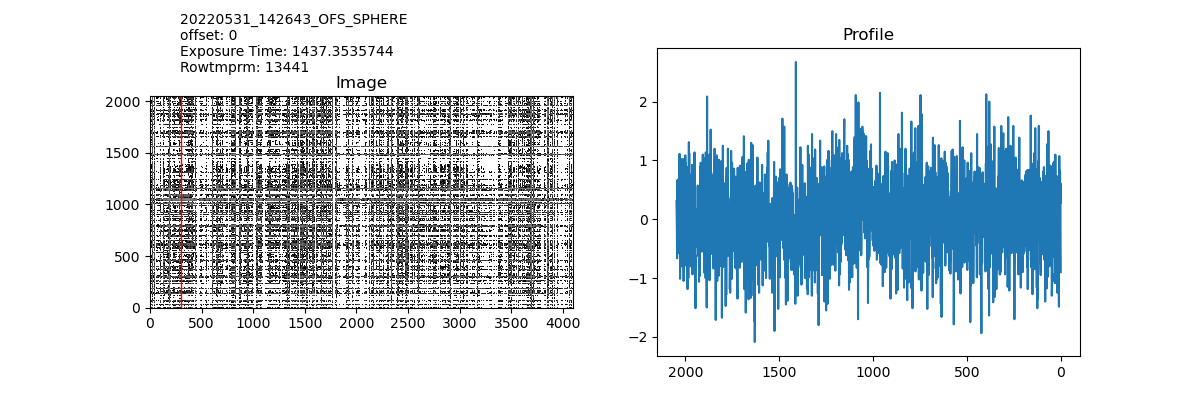 20220531_142643_OFS_SPHERE
offset: 0
Exposure Time: 1437.3535744
Rowtmprm: 13441
Image
2000
1500
1000
500
0
0 500 1000 1500 2000 2500 3000 3500 4000
Profile
2
1
0
−1
−2
2000 1500 1000 500 0